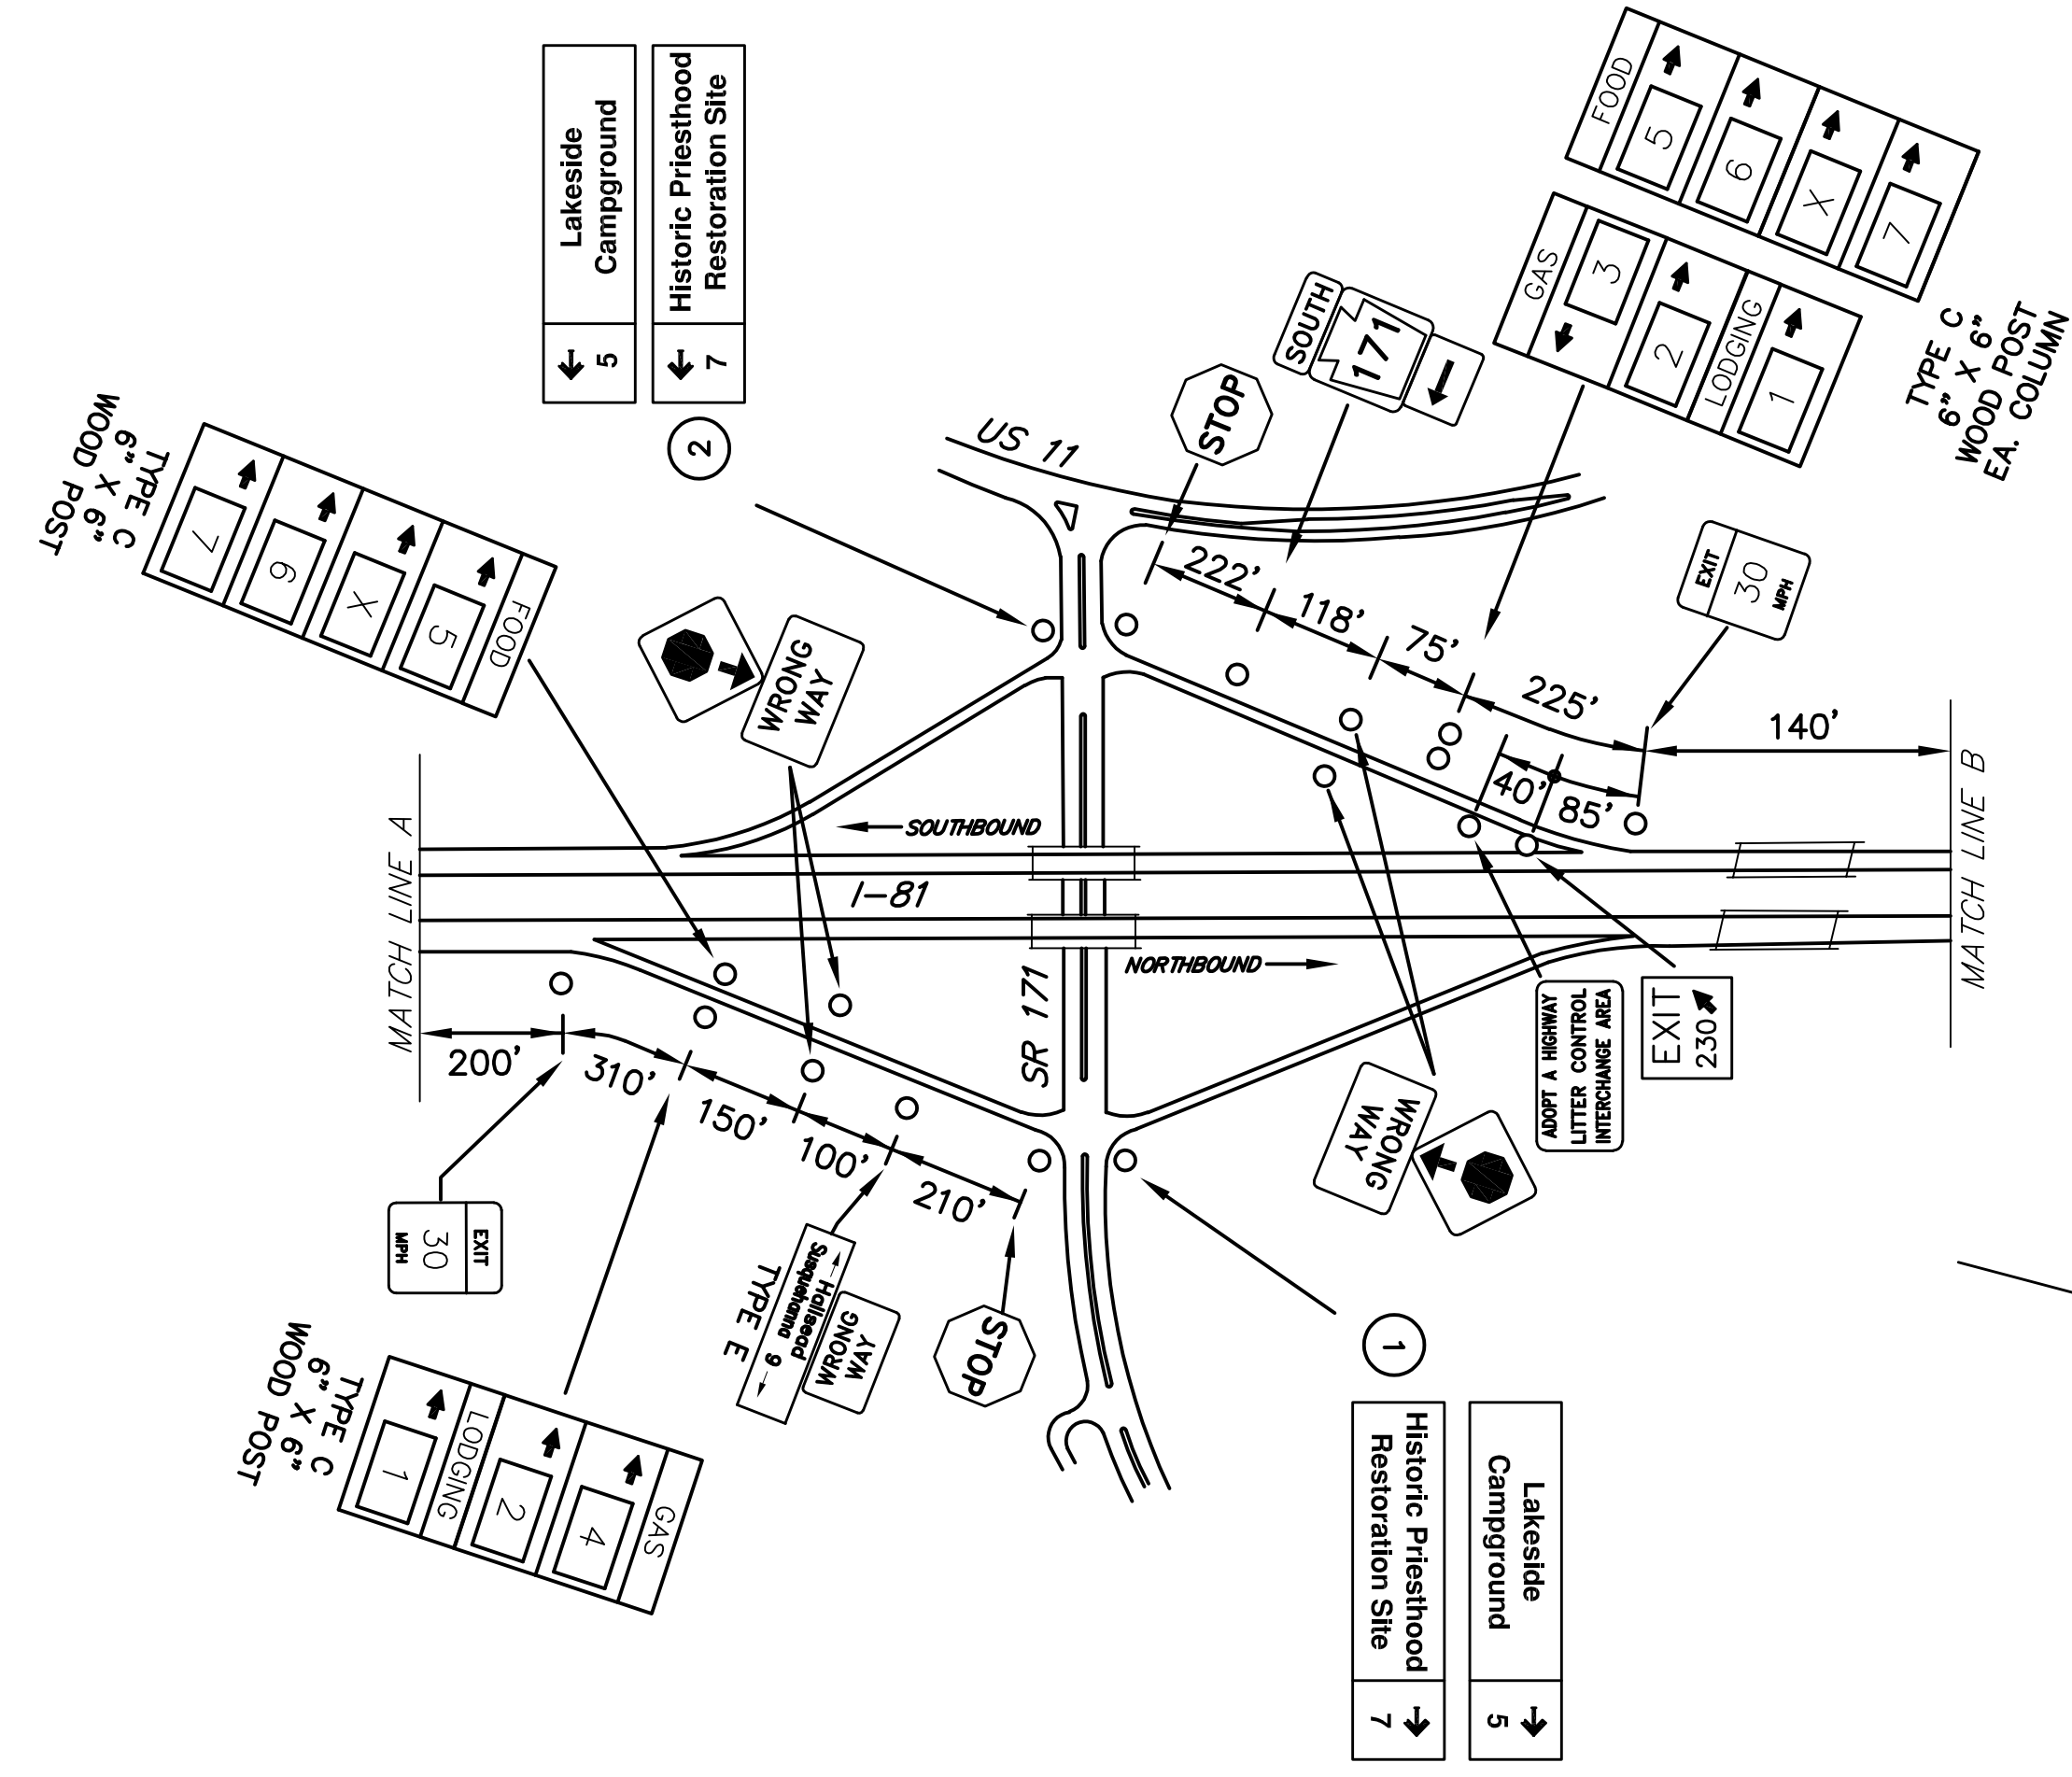 Lakeside
Campground
5
Historic Priesthood
Restoration Site
7
2
FOOD
5
6
X
7
GAS
3
2
LODGING
1
TYPE C
6" X 6"
WOOD POST
EA. COLUMN
SOUTH
171
STOP
US 11
222'
118'
75'
225'
140'
40'
85'
EXIT
30
MPH
TYPE C
6" X 6"
WOOD POST
FOOD
5
X
6
7
WRONG
WAY
SOUTHBOUND
I-81
NORTHBOUND
SR 171
MATCH LINE A
MATCH LINE B
200'
310'
150'
100'
210'
EXIT
30
MPH
Hallstead
Susquehanna 9
TYPE E
WRONG
WAY
STOP
WRONG
WAY
ADOPT A HIGHWAY
LITTER CONTROL
INTERCHANGE AREA
EXIT
230
1
TYPE C
6" X 6"
WOOD POST
GAS
4
2
LODGING
1
Lakeside
Campground
5
Historic Priesthood
Restoration Site
7